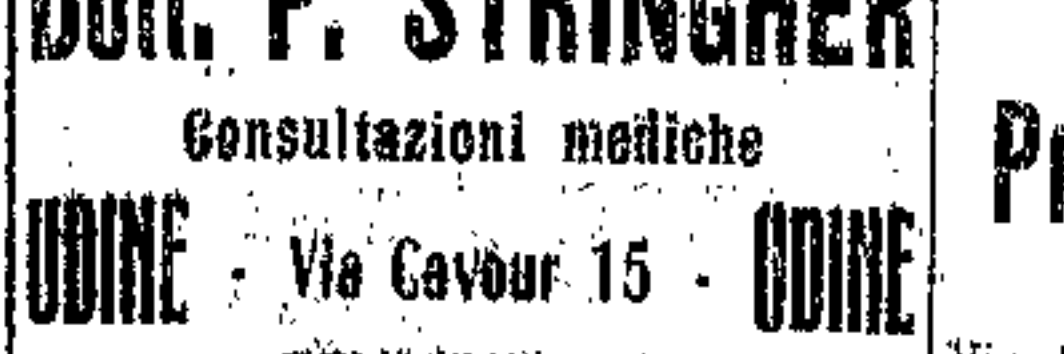 Dott. P. STRINGHER
Consultazioni mediche
UDINE - Via Cavour 15 - UDINE